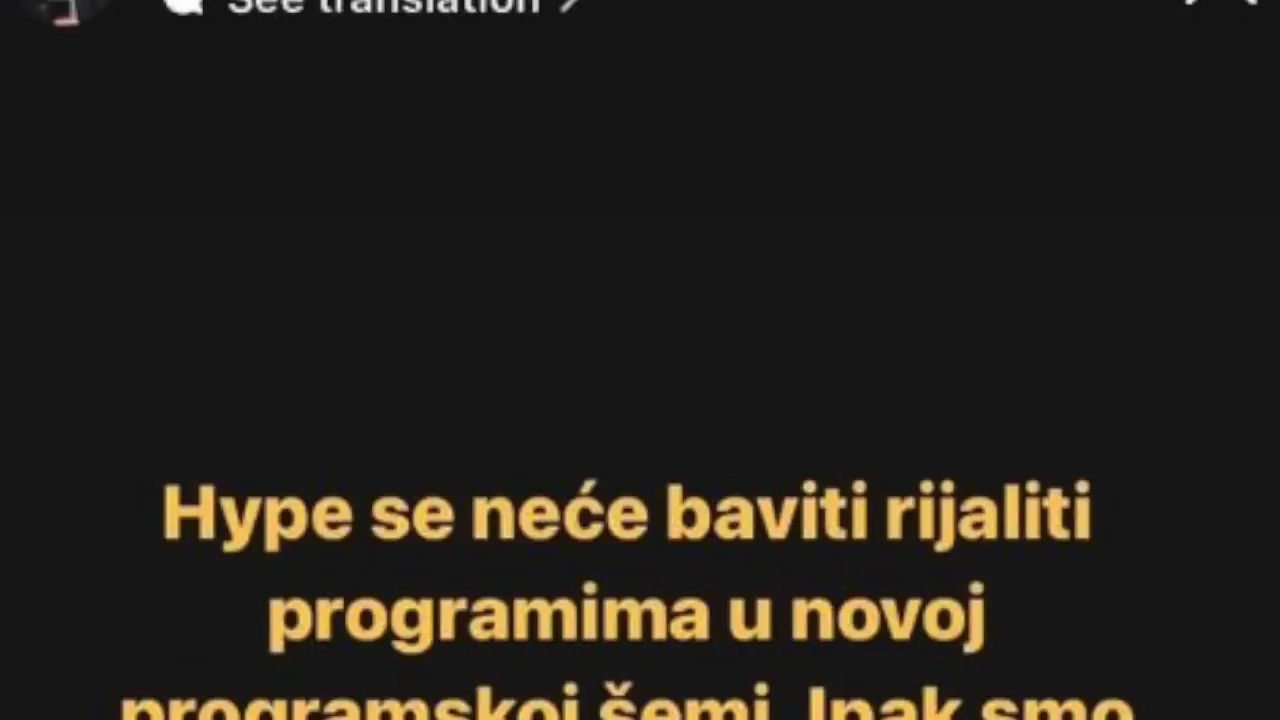 See translation
Hype se neće baviti rijaliti
programima u novoj
programskoj šemi. Ipak smo